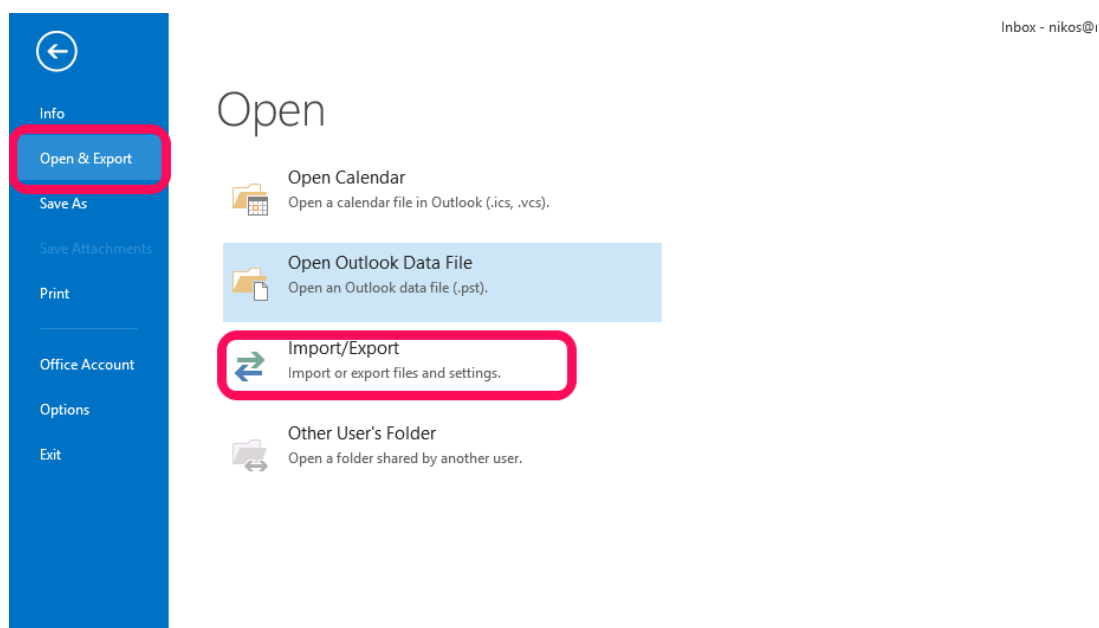 Inbox - nikos@
Info
Open & Export
Save As
Save Attachments
Print
Office Account
Options
Exit
Open
Open Calendar
Open a calendar file in Outlook (.ics, .vcs).
Open Outlook Data File
Open an Outlook data file (.pst).
Import/Export
Import or export files and settings.
Other User's Folder
Open a folder shared by another user.